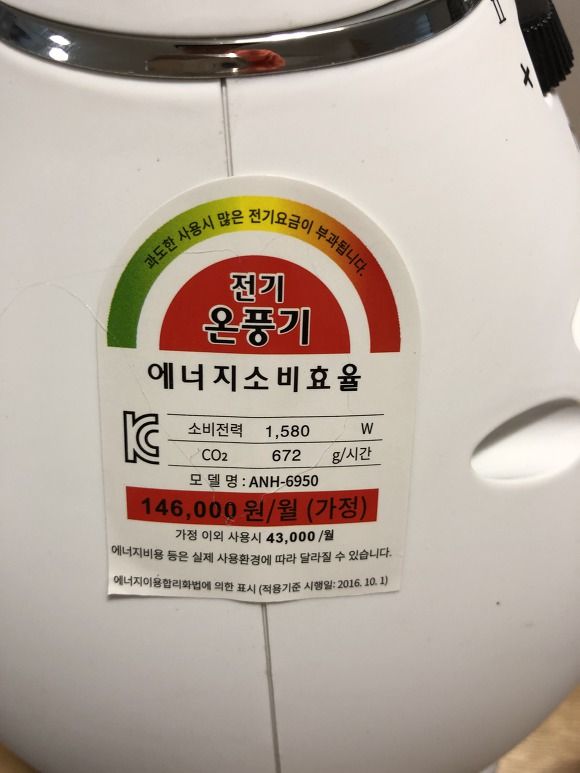 과도한 사용시 많은 전기요금이 부과됩니다.
전기
온풍기
에너지소비효율
소비전력 1,580 W
CO₂ 672 g/시간
모 델 명 : ANH-6950
146,000원/월 (가정)
가정 이외 사용시 43,000 /월
에너지비용 등은 실제 사용환경에 따라 달라질 수 있습니다.
에너지이용합리화법에 의한 표시 (적용기준 시행일: 2016. 10. 1)